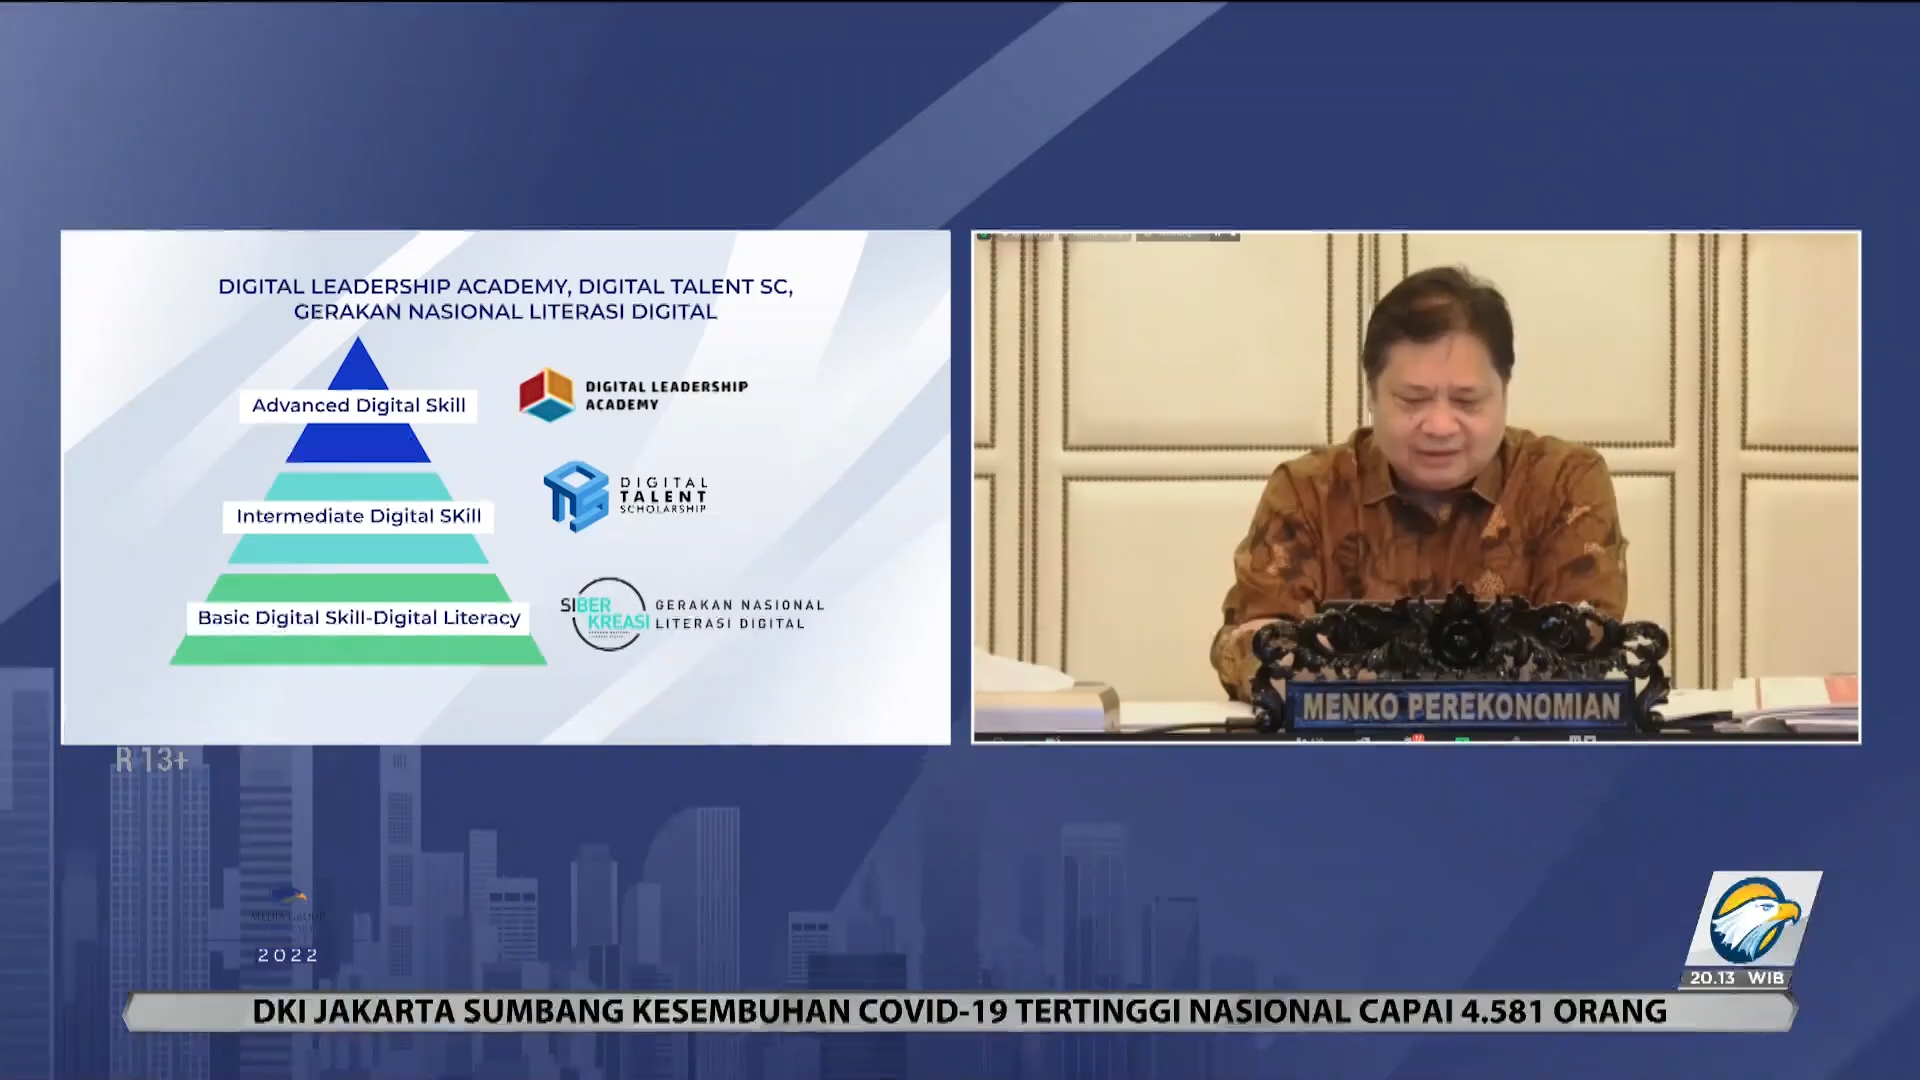 DIGITAL LEADERSHIP ACADEMY, DIGITAL TALENT SC,
GERAKAN NASIONAL LITERASI DIGITAL
Advanced Digital Skill
DIGITAL LEADERSHIP
ACADEMY
Intermediate Digital SKill
DIGITAL
TALENT
SCHOLARSHIP
Basic Digital Skill-Digital Literacy
SIBER
KREASI
GERAKAN NASIONAL
LITERASI DIGITAL
MENKO PEREKONOMIAN
R 13+
MEDIA GROUP
2022
20.13 WIB
DKI JAKARTA SUMBANG KESEMBUHAN COVID-19 TERTINGGI NASIONAL CAPAI 4.581 ORANG